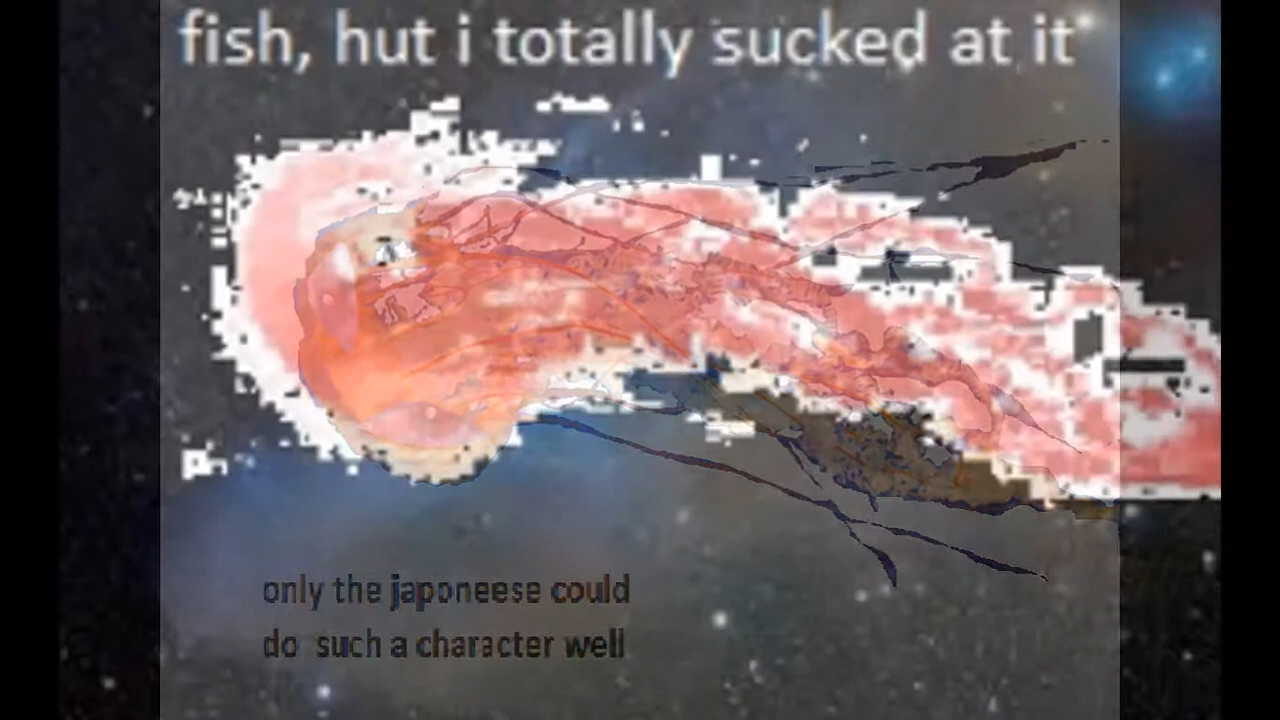 fish, hut i totally sucked at it
only the japoneese could
do such a character well